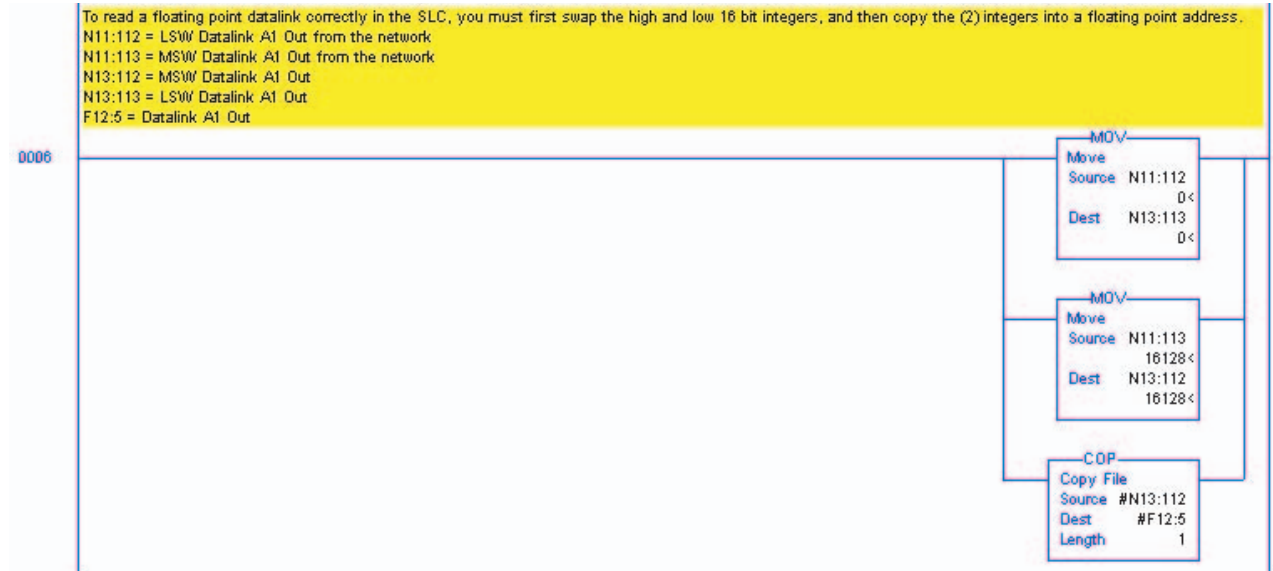 To read a floating point datalink correctly in the SLC, you must first swap the high and low 16 bit integers, and then copy the (2) integers into a floating point address.
N11:112 = LSW Datalink A1 Out from the network
N11:113 = MSW Datalink A1 Out from the network
N13:112 = MSW Datalink A1 Out
N13:113 = LSW Datalink A1 Out
F12:5 = Datalink A1 Out
0006
MOV
Move
Source N11:112
0<
Dest N13:113
0<
MOV
Move
Source N11:113
16128<
Dest N13:112
16128<
COP
Copy File
Source #N13:112
Dest #F12:5
Length 1